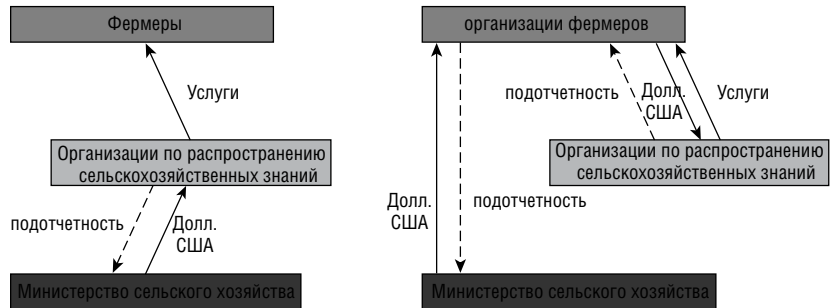 Фермеры
Услуги
Организации по распространению
сельскохозяйственных знаний
подотчетность
Долл.
США
Министерство сельского хозяйства
организации фермеров
подотчетность
Долл.
США
Услуги
Организации по распространению
сельскохозяйственных знаний
Долл.
США
подотчетность
Министерство сельского хозяйства